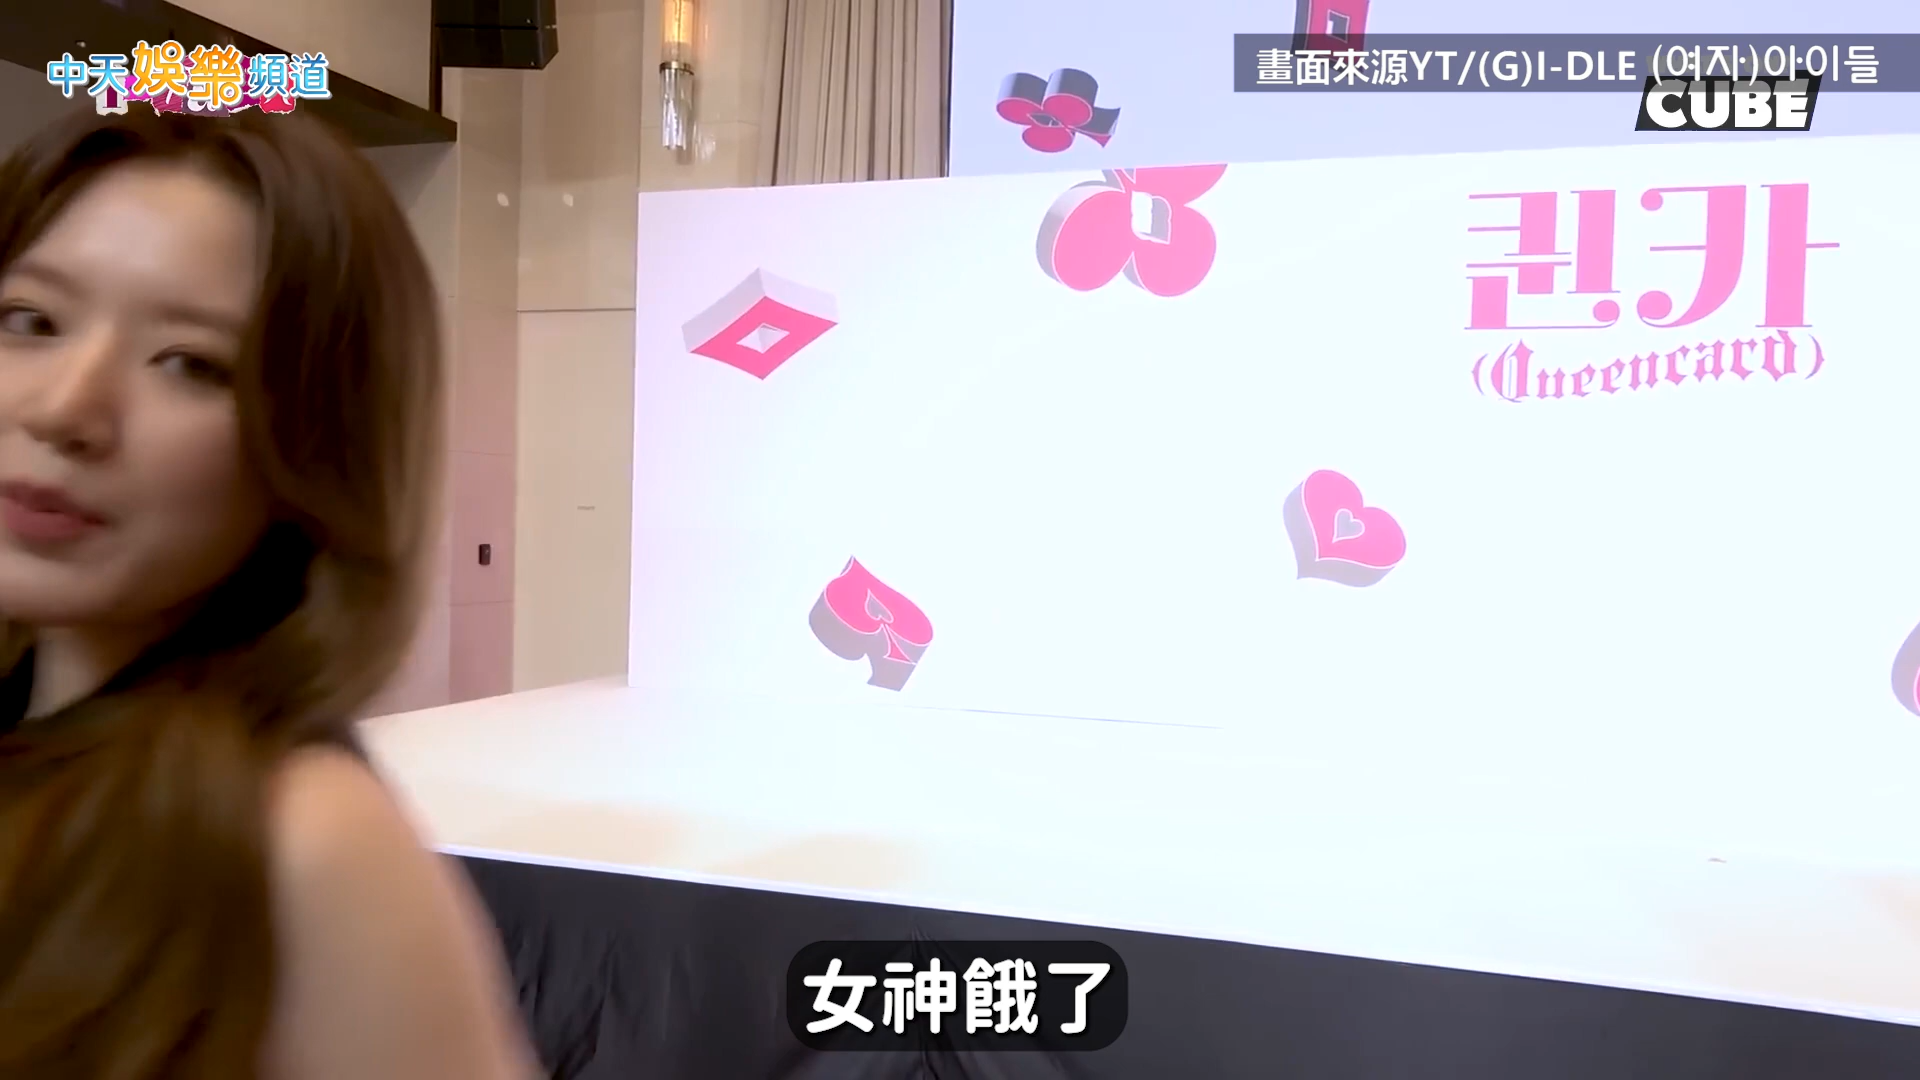 中天娛樂頻道
畫面來源YT/(G)I-DLE (여자)아이들
CUBE
퀸카
(Queencard)
女神餓了